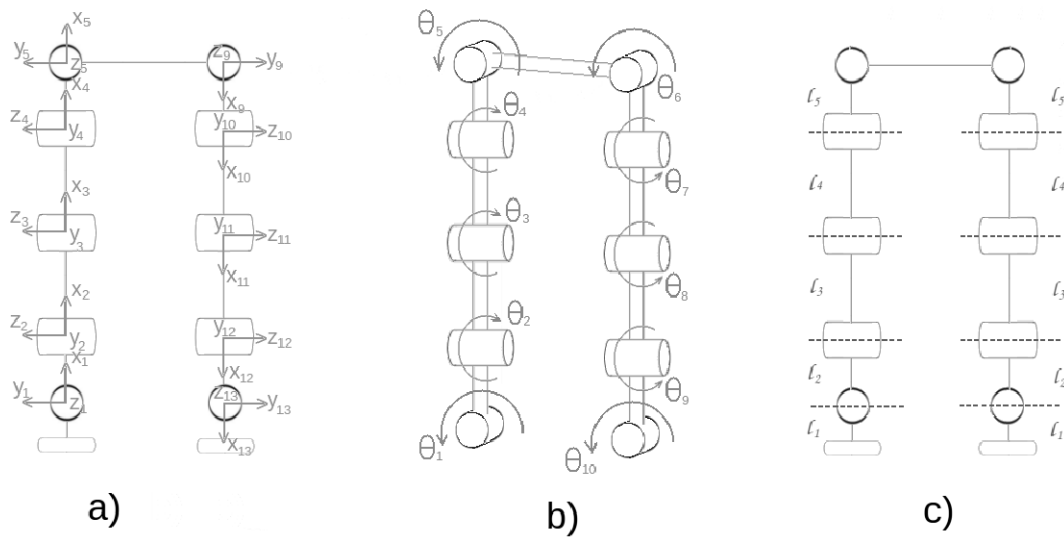 x₅
y₅ z₅ z₉ y₉
x₄ x₉
z₄ y₄ y₁₀ z₁₀
x₃ x₁₀
z₃ y₃ y₁₁ z₁₁
x₂ x₁₁
z₂ y₂ y₁₂ z₁₂
x₁ x₁₂
y₁ z₁ z₁₃ y₁₃
x₁₃
a)
θ₅
θ₆
θ₄
θ₇
θ₃
θ₈
θ₂
θ₉
θ₁ θ₁₀
b)
l₅ l₅
l₄ l₄
l₃ l₃
l₂ l₂
l₁ l₁
c)